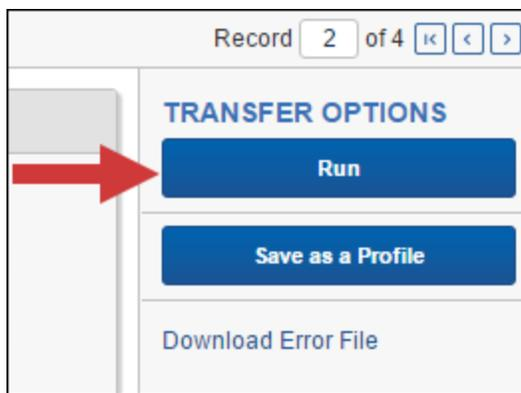 Record 2 of 4
TRANSFER OPTIONS
Run
Save as a Profile
Download Error File